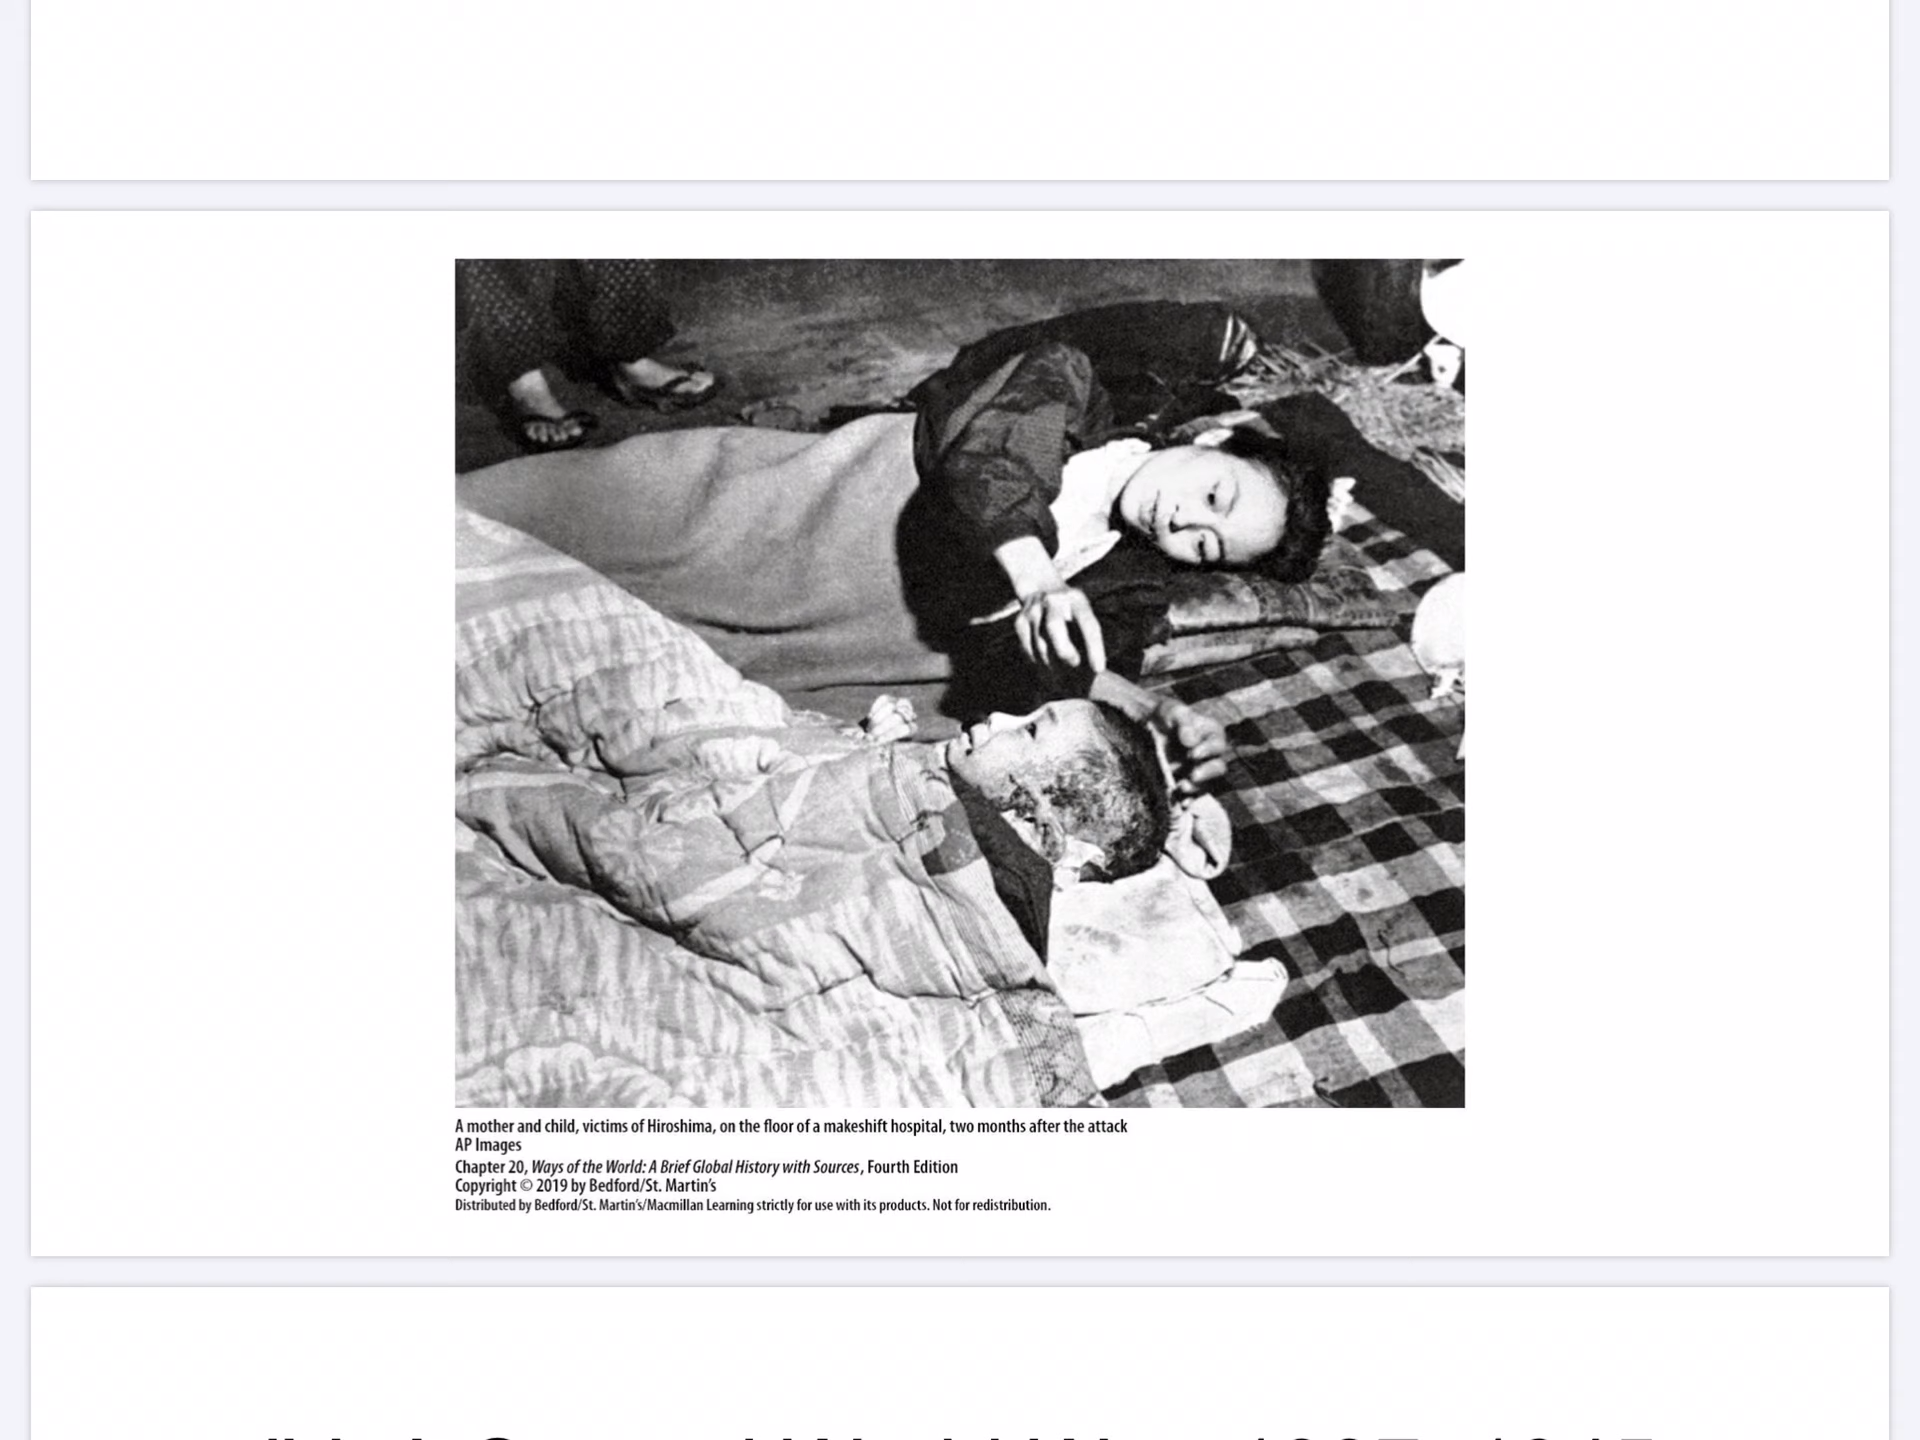 A mother and child, victims of Hiroshima, on the floor of a makeshift hospital, two months after the attack
AP Images
Chapter 20, Ways of the World: A Brief Global History with Sources, Fourth Edition
Copyright © 2019 by Bedford/St. Martin's
Distributed by Bedford/St. Martin's/Macmillan Learning strictly for use with its products. Not for redistribution.